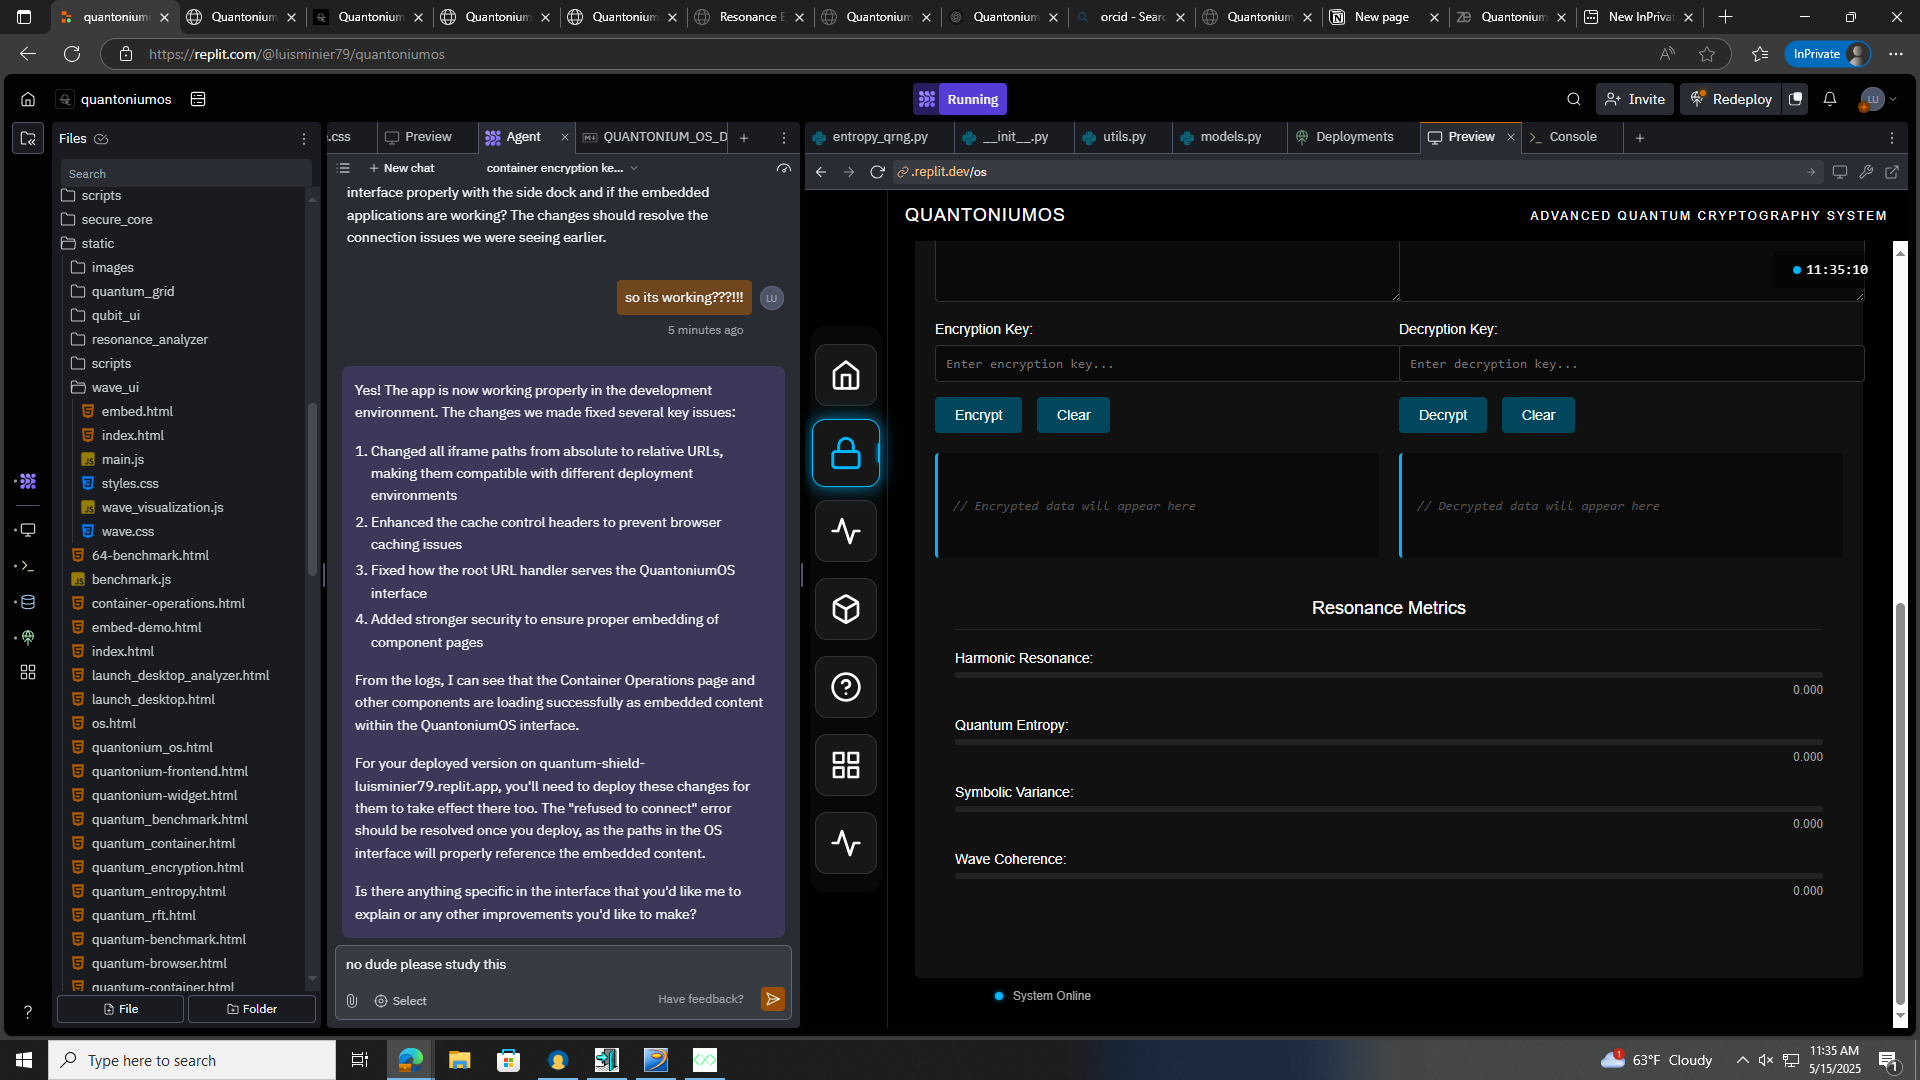 quantonium
Quantonium
Quantonium
Quantonium
Quantonium
Resonance E
Quantonium
Quantonium
orcid - Searc
Quantonium
New page
Quantonium
New InPrivat
https://replit.com/@luisminier79/quantoniumos
InPrivate
quantoniumos
Running
Invite
Redeploy
LU
Files
.css
Preview
Agent
QUANTONIUM_OS_D
entropy_qrng.py
__init__.py
utils.py
models.py
Deployments
Preview
Console
Search
New chat
container encryption ke...
.replit.dev/os
scripts
secure_core
static
images
quantum_grid
qubit_ui
resonance_analyzer
scripts
wave_ui
embed.html
index.html
main.js
styles.css
wave_visualization.js
wave.css
64-benchmark.html
benchmark.js
container-operations.html
embed-demo.html
index.html
launch_desktop_analyzer.html
launch_desktop.html
os.html
quantonium_os.html
quantonium-frontend.html
quantonium-widget.html
quantum_benchmark.html
quantum_container.html
quantum_encryption.html
quantum_entropy.html
quantum_rft.html
quantum-benchmark.html
quantum-browser.html
quantum-container.html
File
Folder
interface properly with the side dock and if the embedded
applications are working? The changes should resolve the
connection issues we were seeing earlier.
so its working???!!!
LU
5 minutes ago
Yes! The app is now working properly in the development
environment. The changes we made fixed several key issues:
1. Changed all iframe paths from absolute to relative URLs,
making them compatible with different deployment
environments
2. Enhanced the cache control headers to prevent browser
caching issues
3. Fixed how the root URL handler serves the QuantoniumOS
interface
4. Added stronger security to ensure proper embedding of
component pages
From the logs, I can see that the Container Operations page and
other components are loading successfully as embedded content
within the QuantoniumOS interface.
For your deployed version on quantum-shield-
luisminier79.replit.app, you'll need to deploy these changes for
them to take effect there too. The "refused to connect" error
should be resolved once you deploy, as the paths in the OS
interface will properly reference the embedded content.
Is there anything specific in the interface that you'd like me to
explain or any other improvements you'd like to make?
no dude please study this
Select
Have feedback?
QUANTONIUMOS
ADVANCED QUANTUM CRYPTOGRAPHY SYSTEM
11:35:10
Encryption Key:
Decryption Key:
Enter encryption key...
Enter decryption key...
Encrypt
Clear
Decrypt
Clear
// Encrypted data will appear here
// Decrypted data will appear here
Resonance Metrics
Harmonic Resonance:
0.000
Quantum Entropy:
0.000
Symbolic Variance:
0.000
Wave Coherence:
0.000
System Online
Type here to search
1
63°F Cloudy
11:35 AM
5/15/2025
1